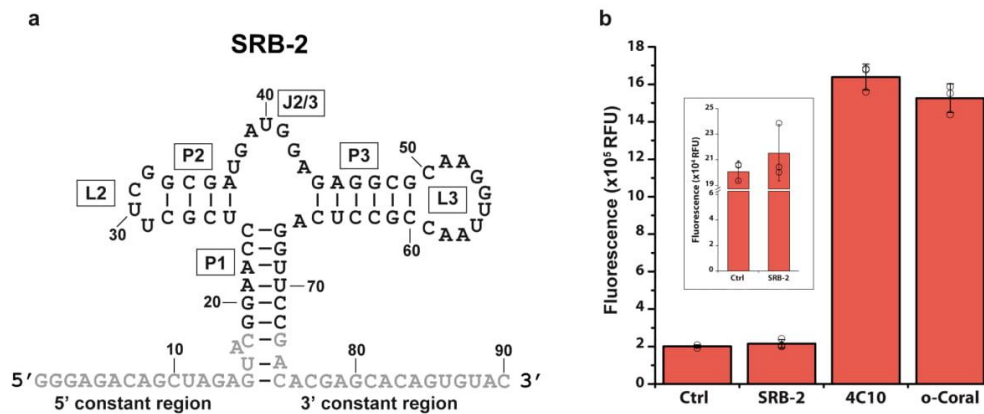 a
SRB-2
40
J2/3
U
A G
G G
P2 U A P3 50
G G C G A G A G G C G C A A G
L2 C U G
U U C G C U C U C C G C C A A U U L3
30
A
60
P1
C – G
C – G
A – U
A – U
20
G – C
G – C
70
C – G
A
U – A
10 80 90
5′GGGAGACAGCUAGAG – CACGAGCACAGUGUAC 3′
5′ constant region 3′ constant region
b
Fluorescence (x10⁵ RFU)
18
16
14
12
10
8
6
4
2
0
Ctrl SRB-2 4C10 o-Coral
Fluorescence (x10⁴ RFU)
25
23
21
19
6
4
2
0
Ctrl SRB-2